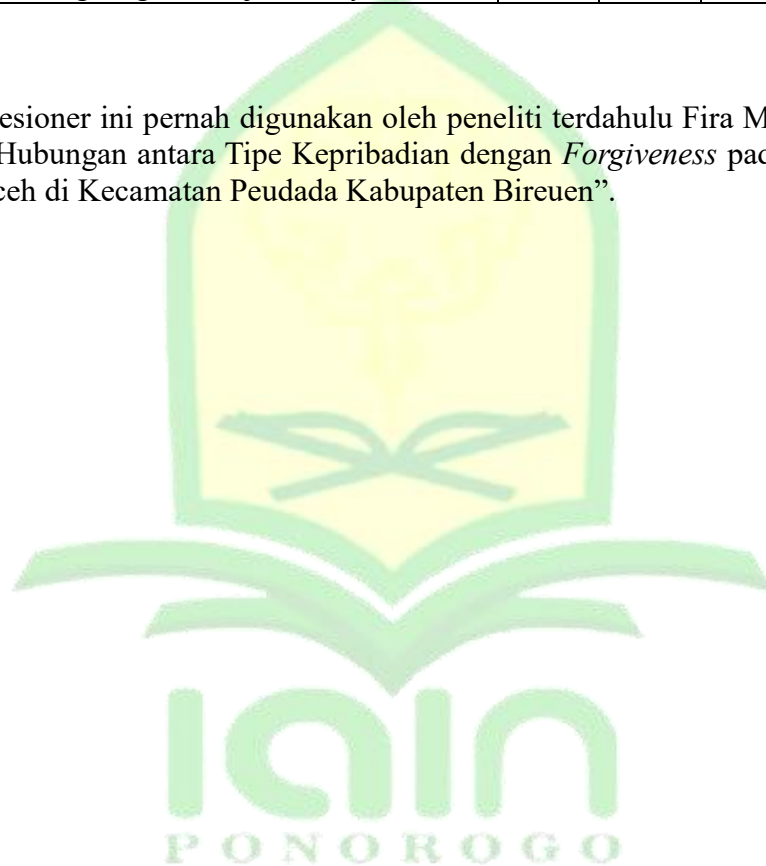 esioner ini pernah digunakan oleh peneliti terdahulu Fira M
Hubungan antara Tipe Kepribadian dengan Forgiveness pad
ceh di Kecamatan Peudada Kabupaten Bireuen”.
iain
PONOROGO